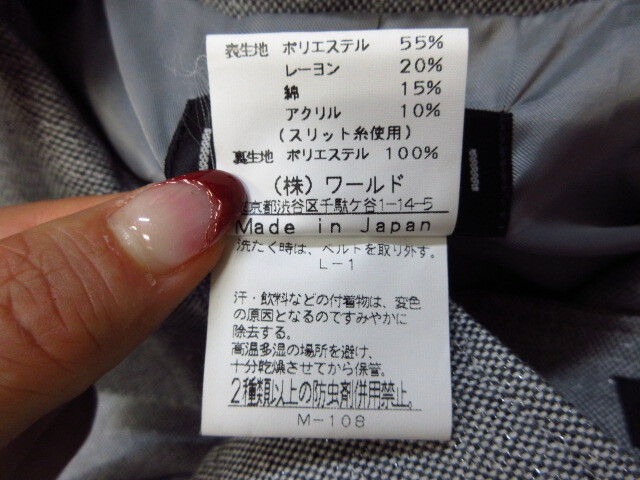 表生地 ポリエステル 55%
レーヨン 20%
綿 15%
アクリル 10%
(スリット糸使用)
裏生地 ポリエステル 100%
(株) ワールド
東京都渋谷区千駄ケ谷1-14-5
Made in Japan
洗たく時は、ベルトを取り外す。
L-1
汗・飲料などの付着物は、変色
の原因となるのですみやかに
除去する。
高温多湿の場所を避け、
十分乾燥させてから保管。
2種類以上の防虫剤併用禁止。
M-108